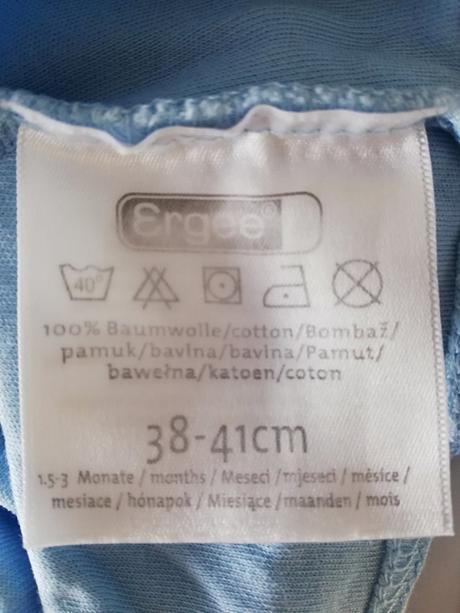 Ergee®
40°
100% Baumwolle/cotton/Bombaž/
pamuk/bavlna/bavlna/Pamut/
bawełna/katoen/coton
38-41cm
1.5-3 Monate / months / Meseci / mjeseci / měsíce /
mesiace / hónapok / Miesiące / maanden / mois